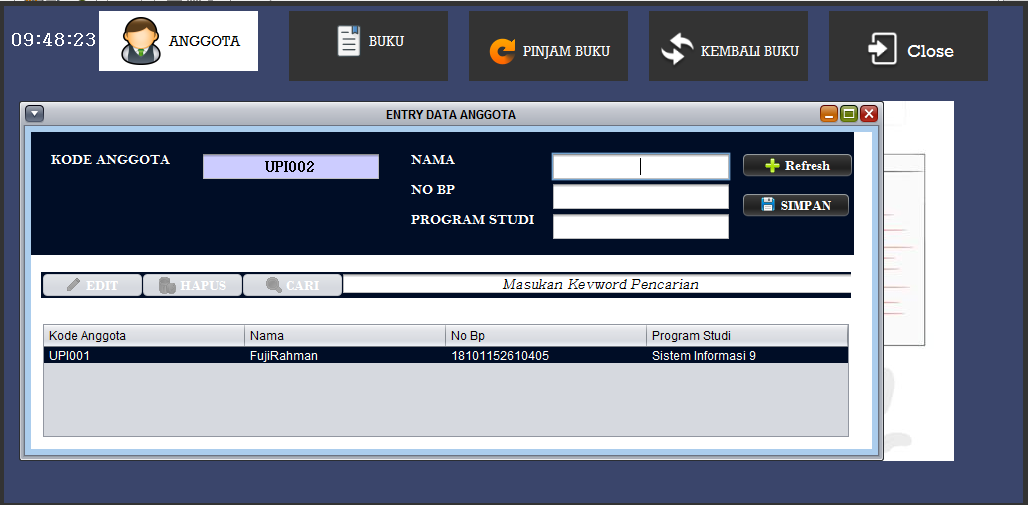 09:48:23 ANGGOTA BUKU PINJAM BUKU KEMBALI BUKU Close
ENTRY DATA ANGGOTA
KODE ANGGOTA UPI002 NAMA Refresh
NO BP
PROGRAM STUDI SIMPAN
EDIT HAPUS CARI Masukan Keyword Pencarian
Kode Anggota Nama No Bp Program Studi
UPI001 FujiRahman 18101152610405 Sistem Informasi 9